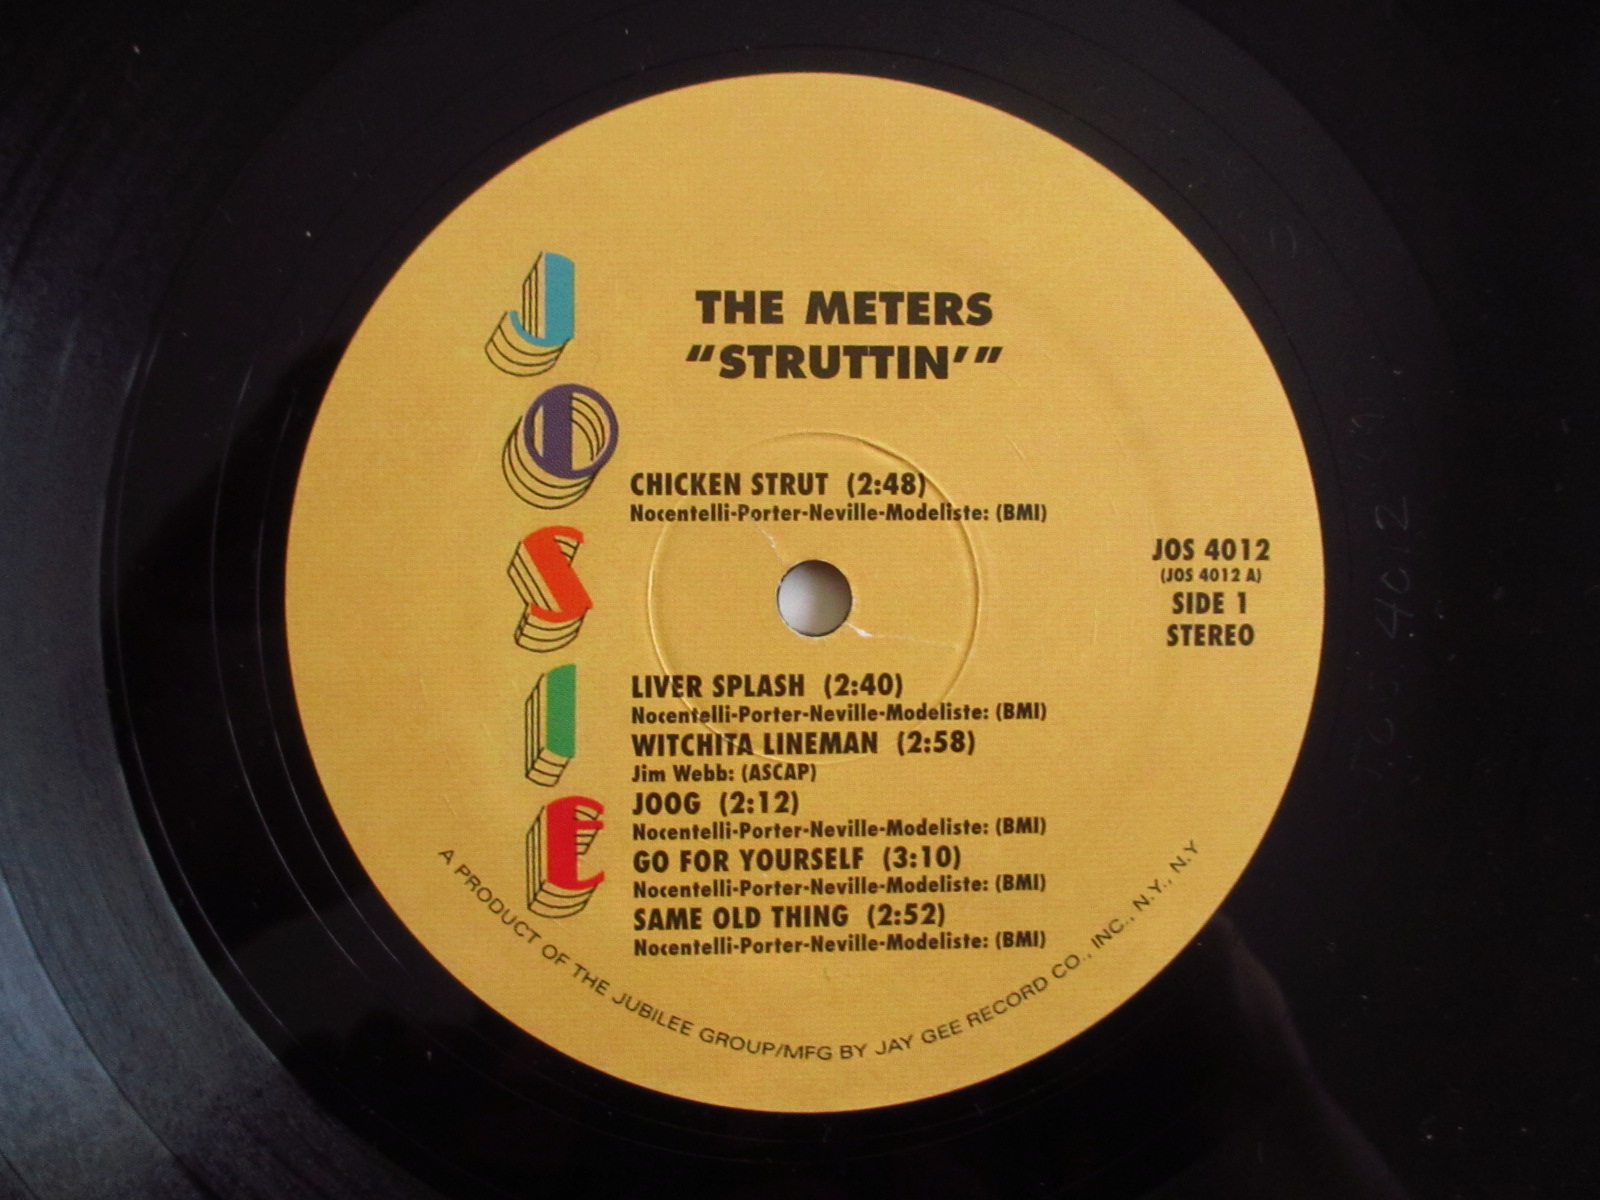 JOSIE
THE METERS
"STRUTTIN'"
CHICKEN STRUT (2:48)
Nocentelli-Porter-Neville-Modeliste: (BMI)
JOS 4012
(JOS 4012 A)
SIDE 1
STEREO
LIVER SPLASH (2:40)
Nocentelli-Porter-Neville-Modeliste: (BMI)
WITCHITA LINEMAN (2:58)
Jim Webb: (ASCAP)
JOOG (2:12)
Nocentelli-Porter-Neville-Modeliste: (BMI)
GO FOR YOURSELF (3:10)
Nocentelli-Porter-Neville-Modeliste: (BMI)
SAME OLD THING (2:52)
Nocentelli-Porter-Neville-Modeliste: (BMI)
A PRODUCT OF THE JUBILEE GROUP/MFG BY JAY GEE RECORD CO., INC., N.Y., N.Y